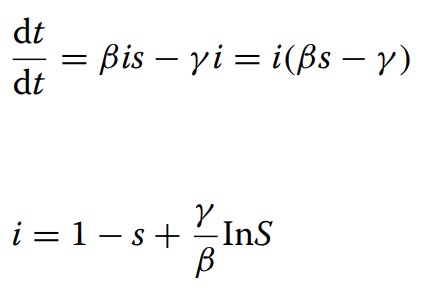 dt/dt = βis − γi = i(βs − γ)
i = 1 − s + γ/β InS